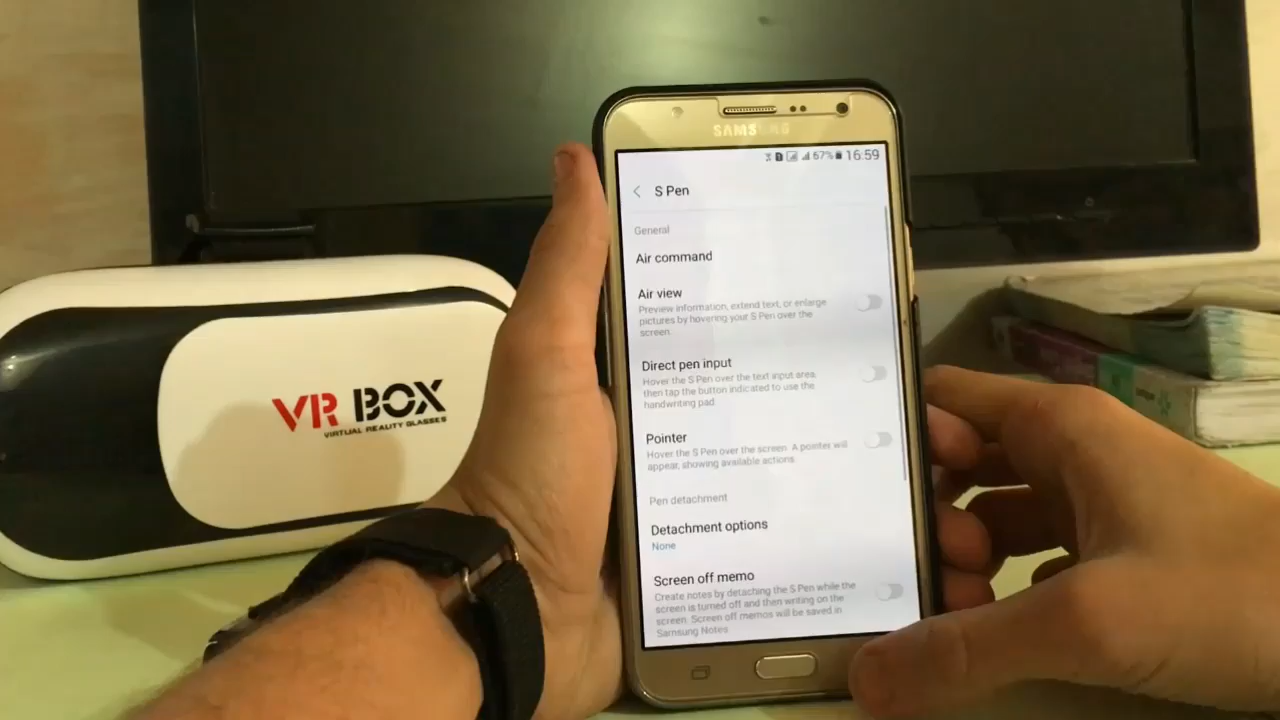 VR BOX
VIRTUAL REALITY GLASSES
SAMSUNG
67% 16:59
S Pen
General
Air command
Air view
Preview information, extend text, or enlarge
pictures by hovering your S Pen over the
screen.
Direct pen input
Hover the S Pen over the text input area,
then tap the button indicated to use the
handwriting pad.
Pointer
Hover the S Pen over the screen. A pointer will
appear, showing available actions.
Pen detachment
Detachment options
None
Screen off memo
Create notes by detaching the S Pen while the
screen is turned off and then writing on the
screen. Screen off memos will be saved in
Samsung Notes.